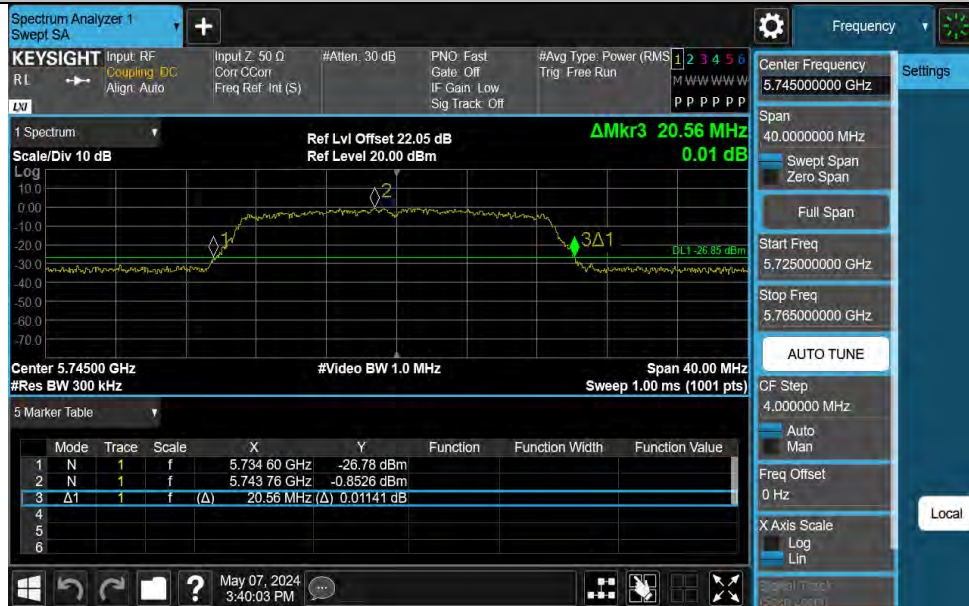 Spectrum Analyzer 1
Swept SA
+
Frequency
KEYSIGHT Input: RF Input Z: 50 Ω #Atten: 30 dB PNO: Fast #Avg Type: Power (RMS 1 2 3 4 5 6
RL Coupling: DC Corr CCorr Gate: Off Trig: Free Run M W W W W W
Align: Auto Freq Ref: Int (S) IF Gain: Low
LXI Sig Track: Off P P P P P P
1 Spectrum
Ref Lvl Offset 22.05 dB ΔMkr3 20.56 MHz
Scale/Div 10 dB Ref Level 20.00 dBm 0.01 dB
Log
10.0
0.00
-10.0
-20.0
-30.0
-40.0
-50.0
-60.0
-70.0
2
1
3Δ1
DL1 -26.85 dBm
Center 5.74500 GHz #Video BW 1.0 MHz Span 40.00 MHz
#Res BW 300 kHz Sweep 1.00 ms (1001 pts)
5 Marker Table
Mode Trace Scale X Y Function Function Width Function Value
1 N 1 f 5.734 60 GHz -26.78 dBm
2 N 1 f 5.743 76 GHz -0.8526 dBm
3 Δ1 1 f (Δ) 20.56 MHz (Δ) 0.01141 dB
4
5
6
May 07, 2024
3:40:03 PM
Center Frequency
5.745000000 GHz
Span
40.0000000 MHz
Swept Span
Zero Span
Full Span
Start Freq
5.725000000 GHz
Stop Freq
5.765000000 GHz
AUTO TUNE
CF Step
4.000000 MHz
Auto
Man
Freq Offset
0 Hz
X Axis Scale
Log
Lin
Signal Track
Settings
Local